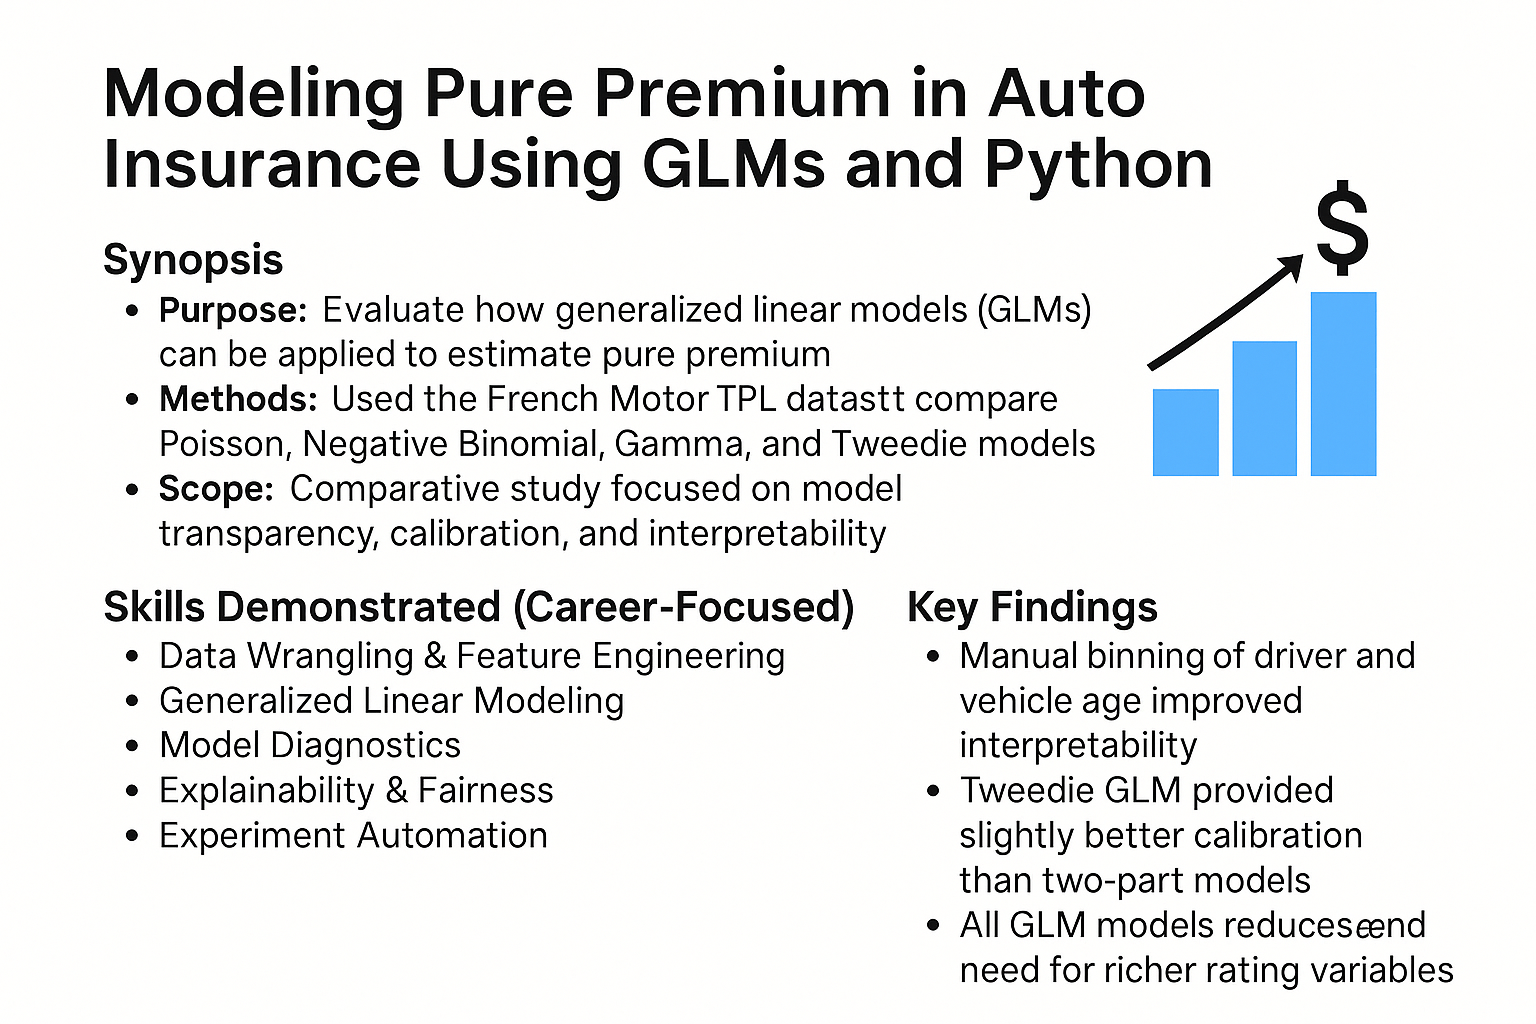 Modeling Pure Premium in Auto
Insurance Using GLMs and Python
$
Synopsis
• Purpose: Evaluate how generalized linear models (GLMs)
can be applied to estimate pure premium
• Methods: Used the French Motor TPL datastt compare
Poisson, Negative Binomial, Gamma, and Tweedie models
• Scope: Comparative study focused on model
transparency, calibration, and interpretability
Skills Demonstrated (Career-Focused)
• Data Wrangling & Feature Engineering
• Generalized Linear Modeling
• Model Diagnostics
• Explainability & Fairness
• Experiment Automation
Key Findings
• Manual binning of driver and
vehicle age improved
interpretability
• Tweedie GLM provided
slightly better calibration
than two-part models
• All GLM models reducesænd
need for richer rating variables